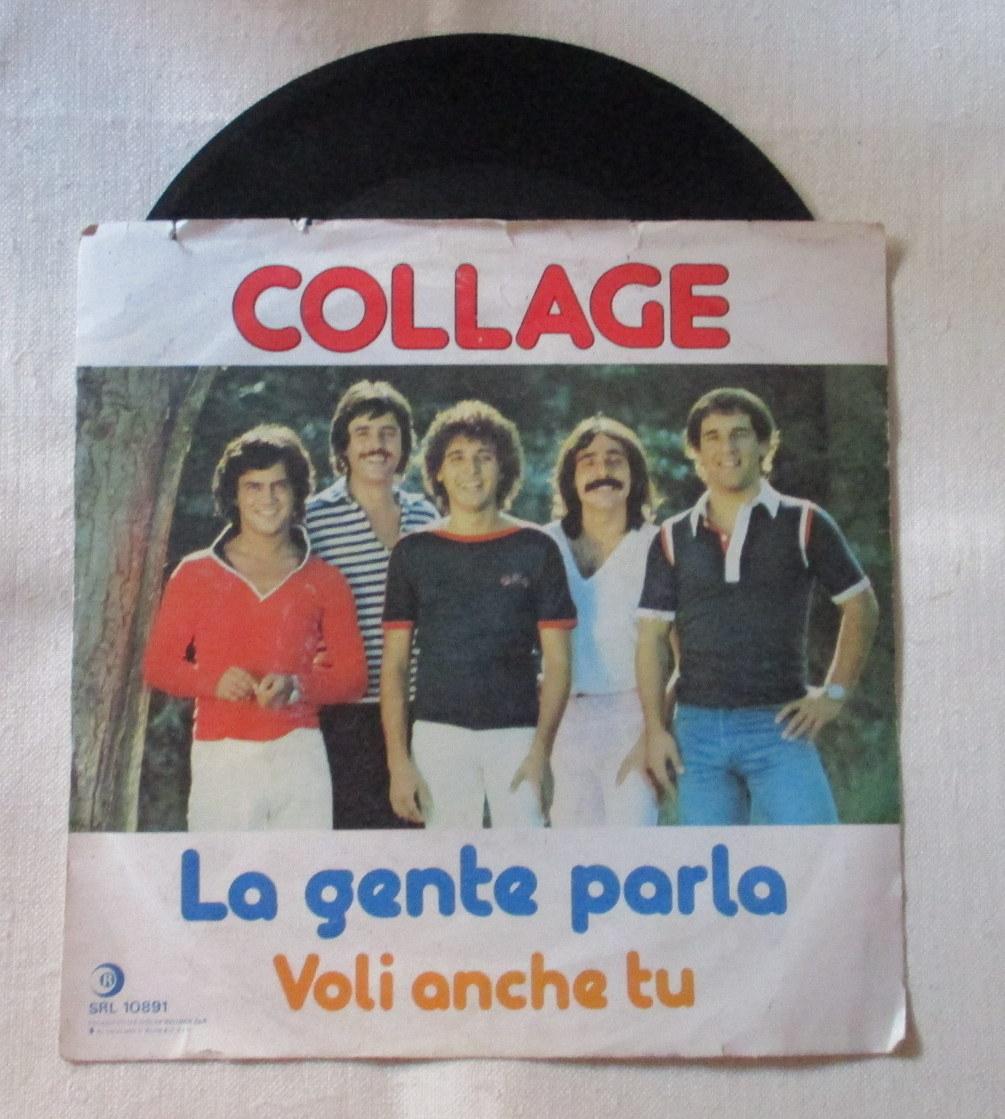 COLLAGE
La gente parla
Voli anche tu
R
SRL 10891